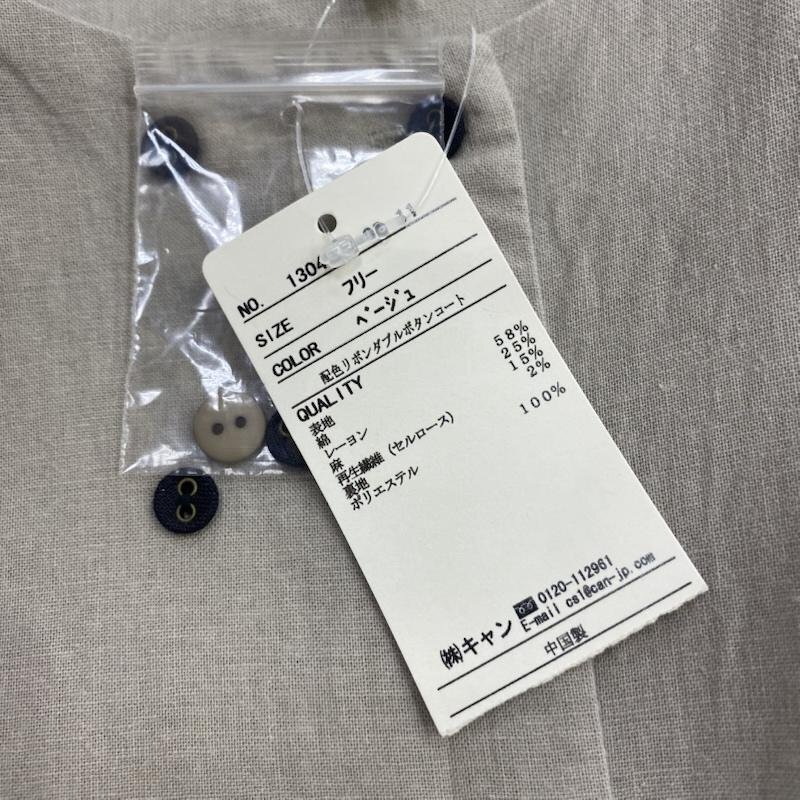 NO. 1304 11
SIZE フリー
COLOR ベージュ
配色リボンダブルボタンコート
QUALITY
表地
綿 58%
レーヨン 25%
麻 15%
再生繊維(セルロース) 2%
裏地
ポリエステル 100%
㈱キャン 0120-112961
E-mail cs1@can-jp.com
中国製